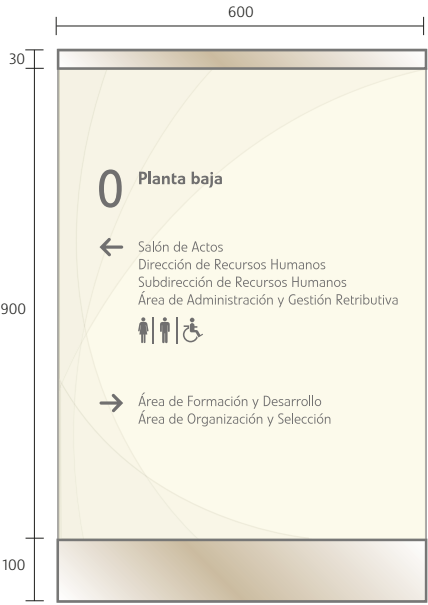 600
30
0 Planta baja
Salón de Actos
Dirección de Recursos Humanos
Subdirección de Recursos Humanos
Área de Administración y Gestión Retributiva
900
Área de Formación y Desarrollo
Área de Organización y Selección
100